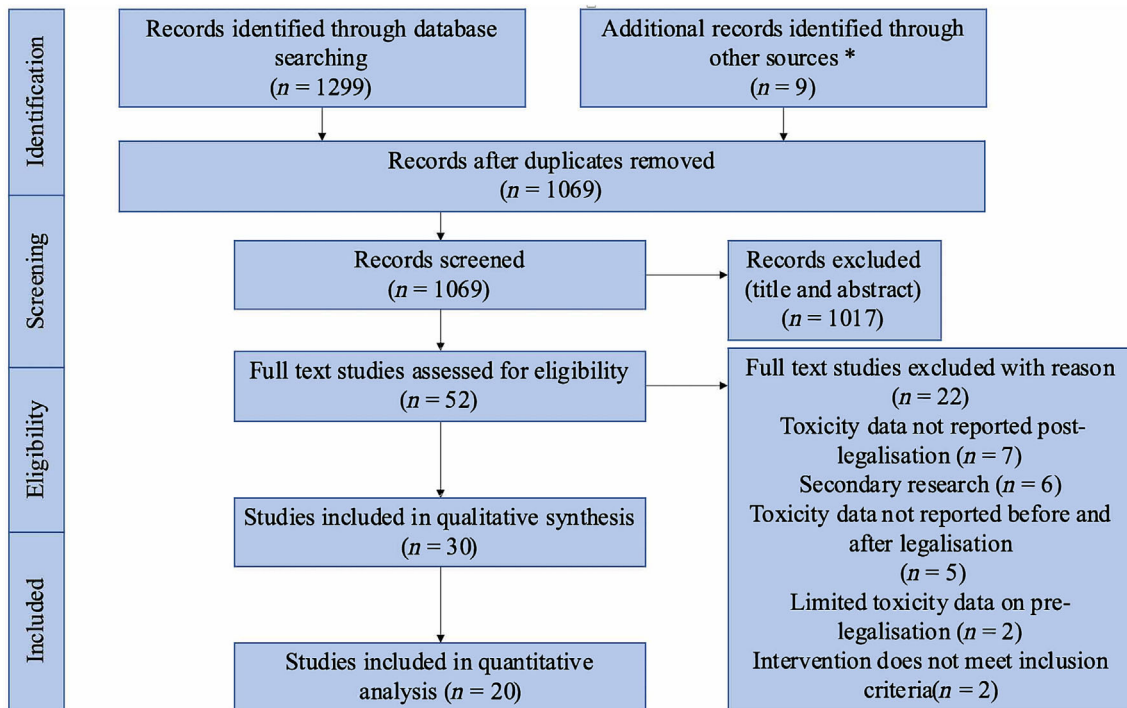 Identification
Records identified through database
searching
(n = 1299)
Additional records identified through
other sources *
(n = 9)
Records after duplicates removed
(n = 1069)
Screening
Records screened
(n = 1069)
Records excluded
(title and abstract)
(n = 1017)
Eligibility
Full text studies assessed for eligibility
(n = 52)
Full text studies excluded with reason
(n = 22)
Toxicity data not reported post-
legalisation (n = 7)
Secondary research (n = 6)
Toxicity data not reported before and
after legalisation
(n = 5)
Limited toxicity data on pre-
legalisation (n = 2)
Intervention does not meet inclusion
criteria(n = 2)
Studies included in qualitative synthesis
(n = 30)
Included
Studies included in quantitative
analysis (n = 20)